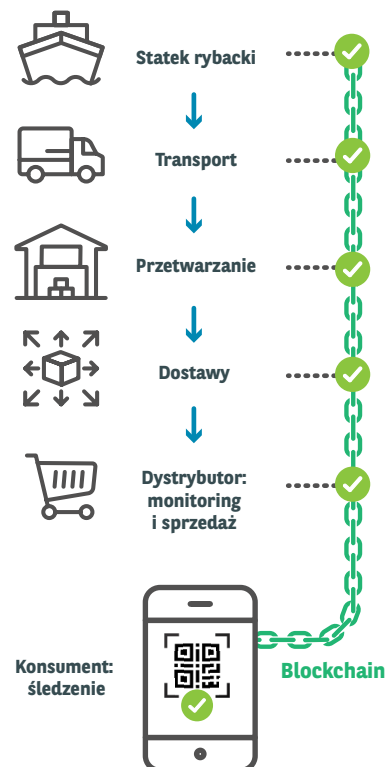 Statek rybacki
Transport
Przetwarzanie
Dostawy
Dystrybutor:
monitoring
i sprzedaż
Konsument:
śledzenie
Blockchain